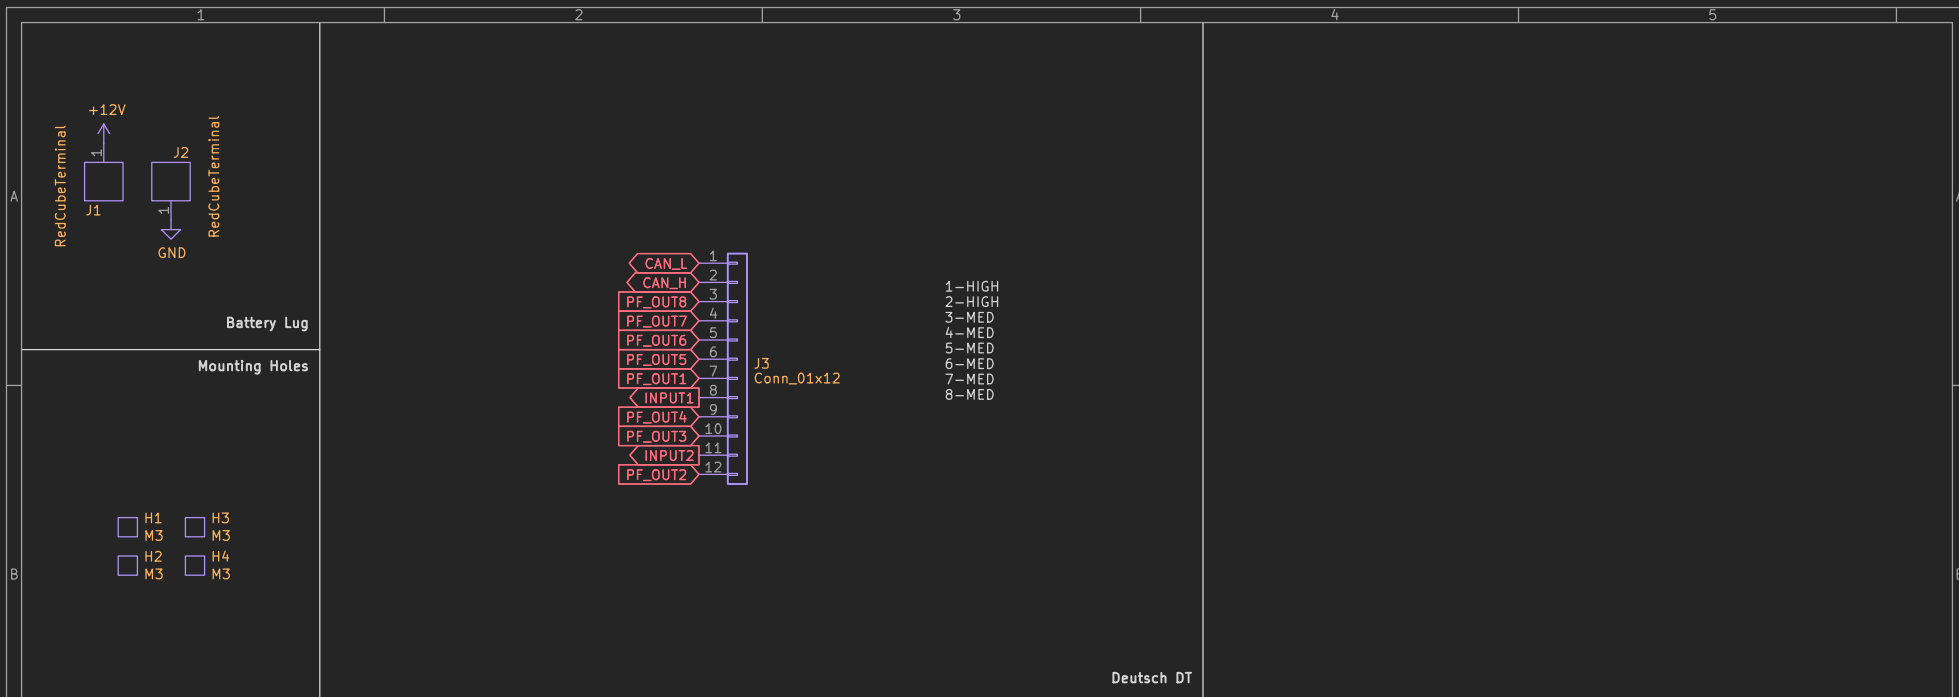 1 2 3 4 5
A
+12V
RedCubeTerminal
1
J1
J2
1
RedCubeTerminal
GND
Battery Lug
Mounting Holes
H1
M3
H3
M3
H2
M3
H4
M3
B
CAN_L 1
CAN_H 2
PF_OUT8 3
PF_OUT7 4
PF_OUT6 5
PF_OUT5 6
PF_OUT1 7
INPUT1 8
PF_OUT4 9
PF_OUT3 10
INPUT2 11
PF_OUT2 12
J3
Conn_01x12
1-HIGH
2-HIGH
3-MED
4-MED
5-MED
6-MED
7-MED
8-MED
Deutsch DT